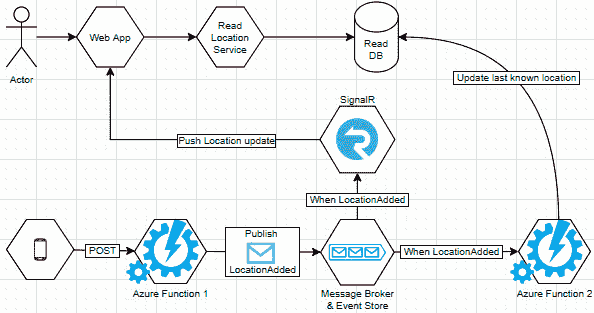 Actor
Web App
Read
Location
Service
Read
DB
Update last known location
SignalR
Push Location update
When LocationAdded
POST
Azure Function 1
Publish
LocationAdded
Message Broker
& Event Store
When LocationAdded
Azure Function 2